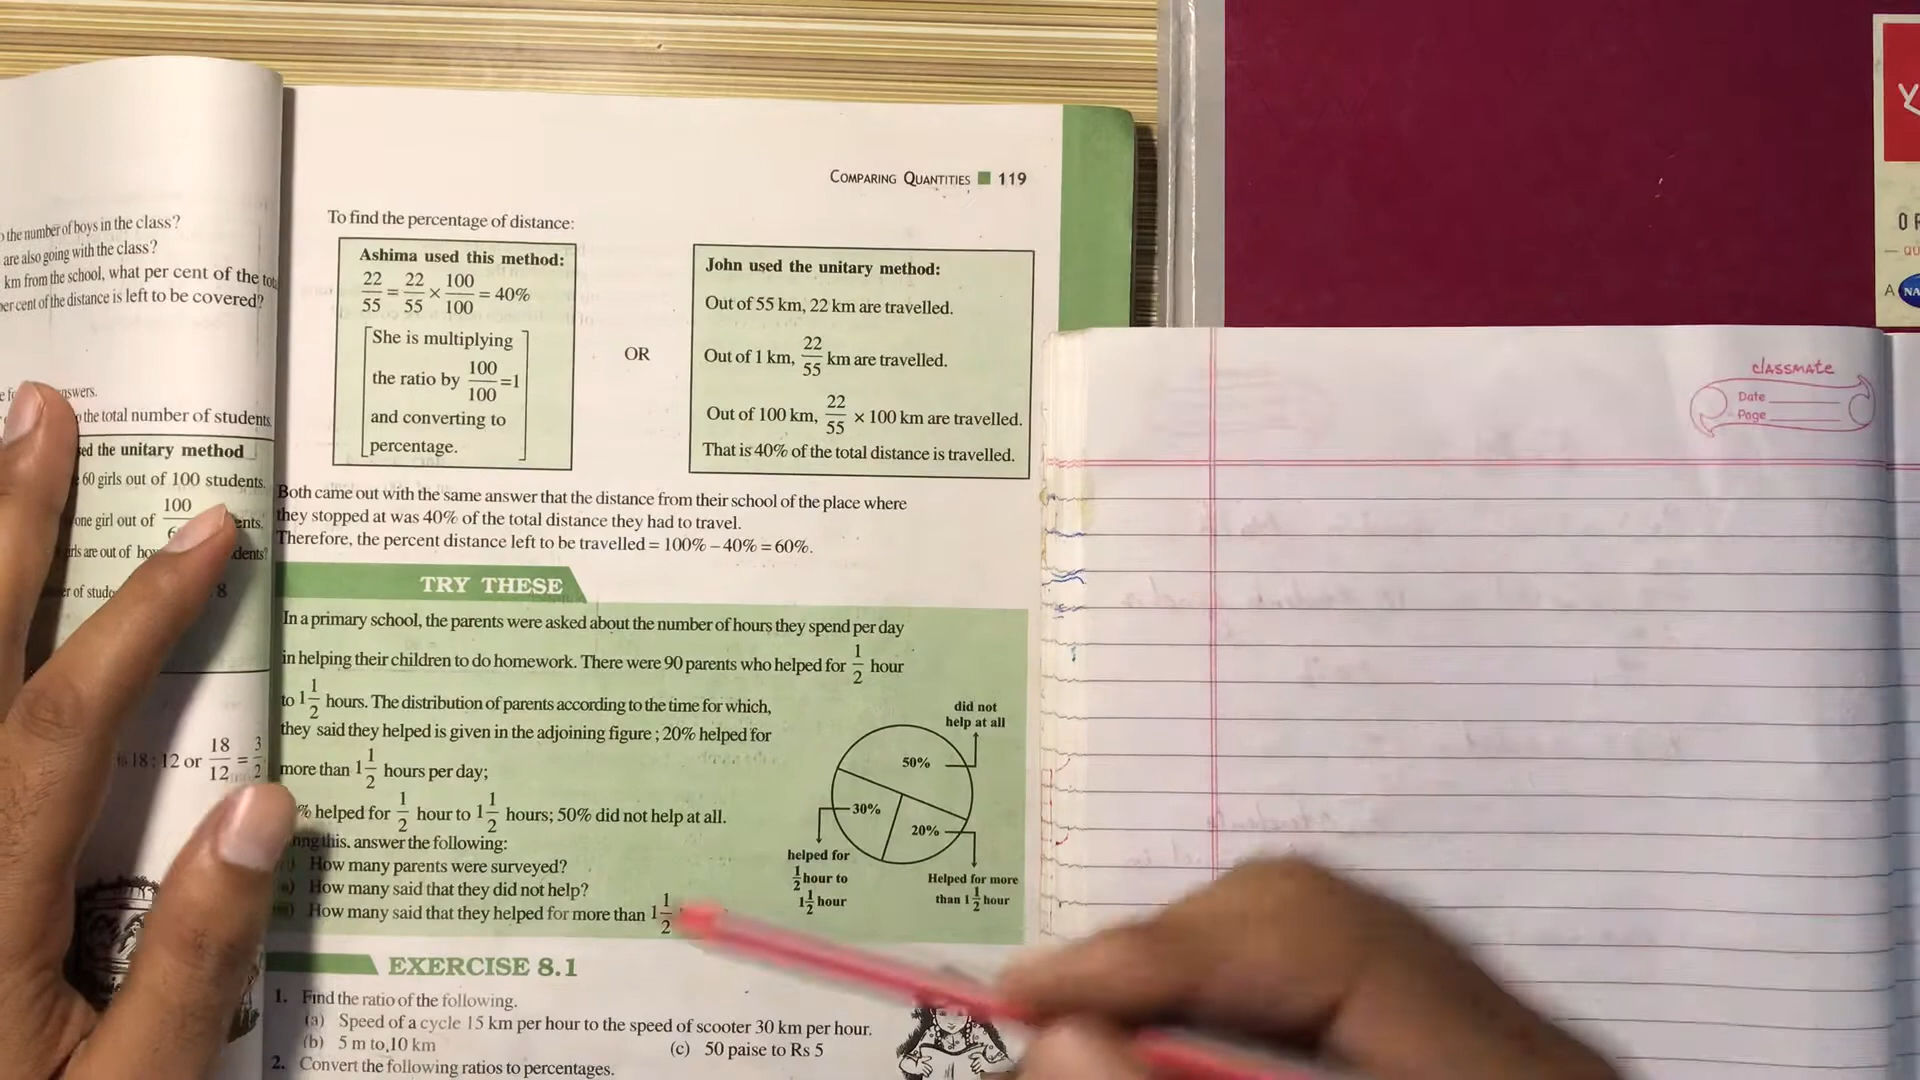 COMPARING QUANTITIES 119
the number of boys in the class?
are also going with the class?
km from the school, what per cent of the
per cent of the distance is left to be covered?
the total number of students
the unitary method
60 girls out of 100 students.
one girl out of 100
18 : 12 or 18/12 = 3/2
To find the percentage of distance:
Ashima used this method:
22/55 = 22/55 × 100/100 = 40%
[She is multiplying
the ratio by 100/100 = 1
and converting to
percentage.]
OR
John used the unitary method:
Out of 55 km, 22 km are travelled.
Out of 1 km, 22/55 km are travelled.
Out of 100 km, 22/55 × 100 km are travelled.
That is 40% of the total distance is travelled.
Both came out with the same answer that the distance from their school of the place where
they stopped at was 40% of the total distance they had to travel.
Therefore, the percent distance left to be travelled = 100% – 40% = 60%.
TRY THESE
In a primary school, the parents were asked about the number of hours they spend per day
in helping their children to do homework. There were 90 parents who helped for 1/2 hour
to 1 1/2 hours. The distribution of parents according to the time for which,
they said they helped is given in the adjoining figure ; 20% helped for
more than 1 1/2 hours per day;
% helped for 1/2 hour to 1 1/2 hours; 50% did not help at all.
this, answer the following:
How many parents were surveyed?
How many said that they did not help?
How many said that they helped for more than 1 1/2
did not
help at all
50%
30%
20%
helped for
1/2 hour to
1 1/2 hour
Helped for more
than 1 1/2 hour
EXERCISE 8.1
1. Find the ratio of the following.
(a) Speed of a cycle 15 km per hour to the speed of scooter 30 km per hour.
(b) 5 m to 10 km
(c) 50 paise to Rs 5
2. Convert the following ratios to percentages.
classmate
Date
Page